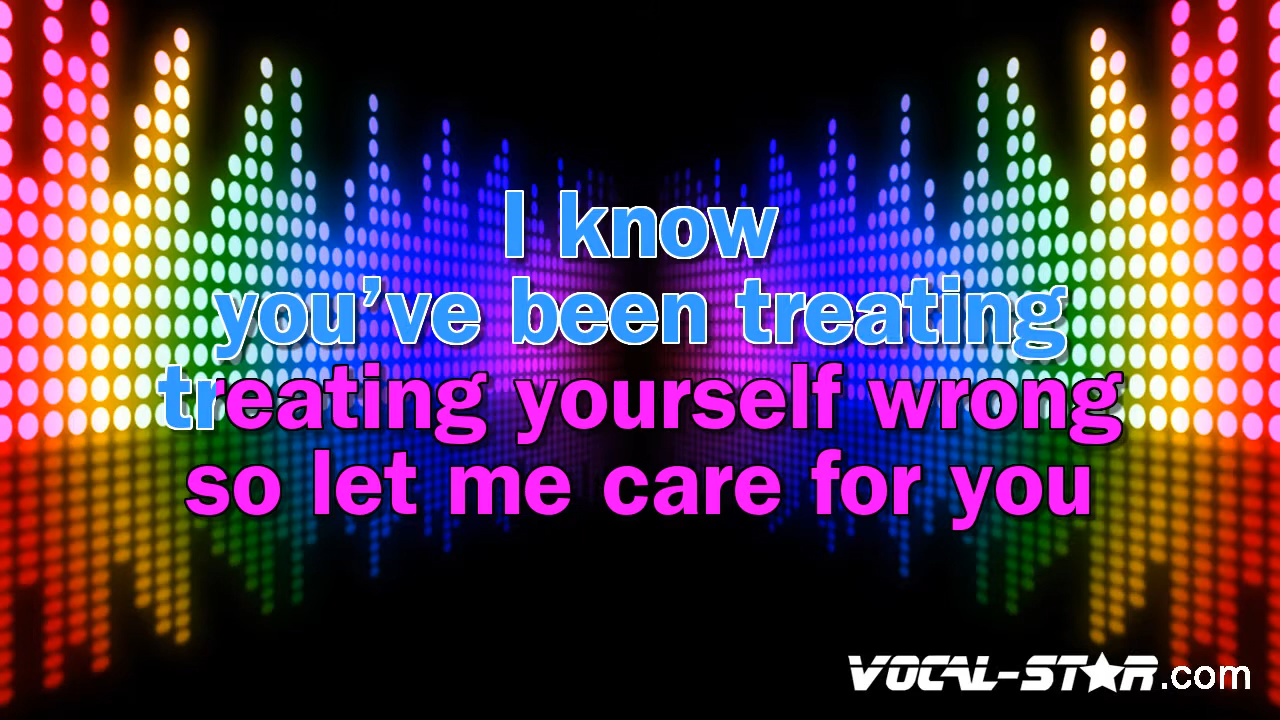 I know
you’ve been treating
treating yourself wrong
so let me care for you
VOCAL-STAR.com